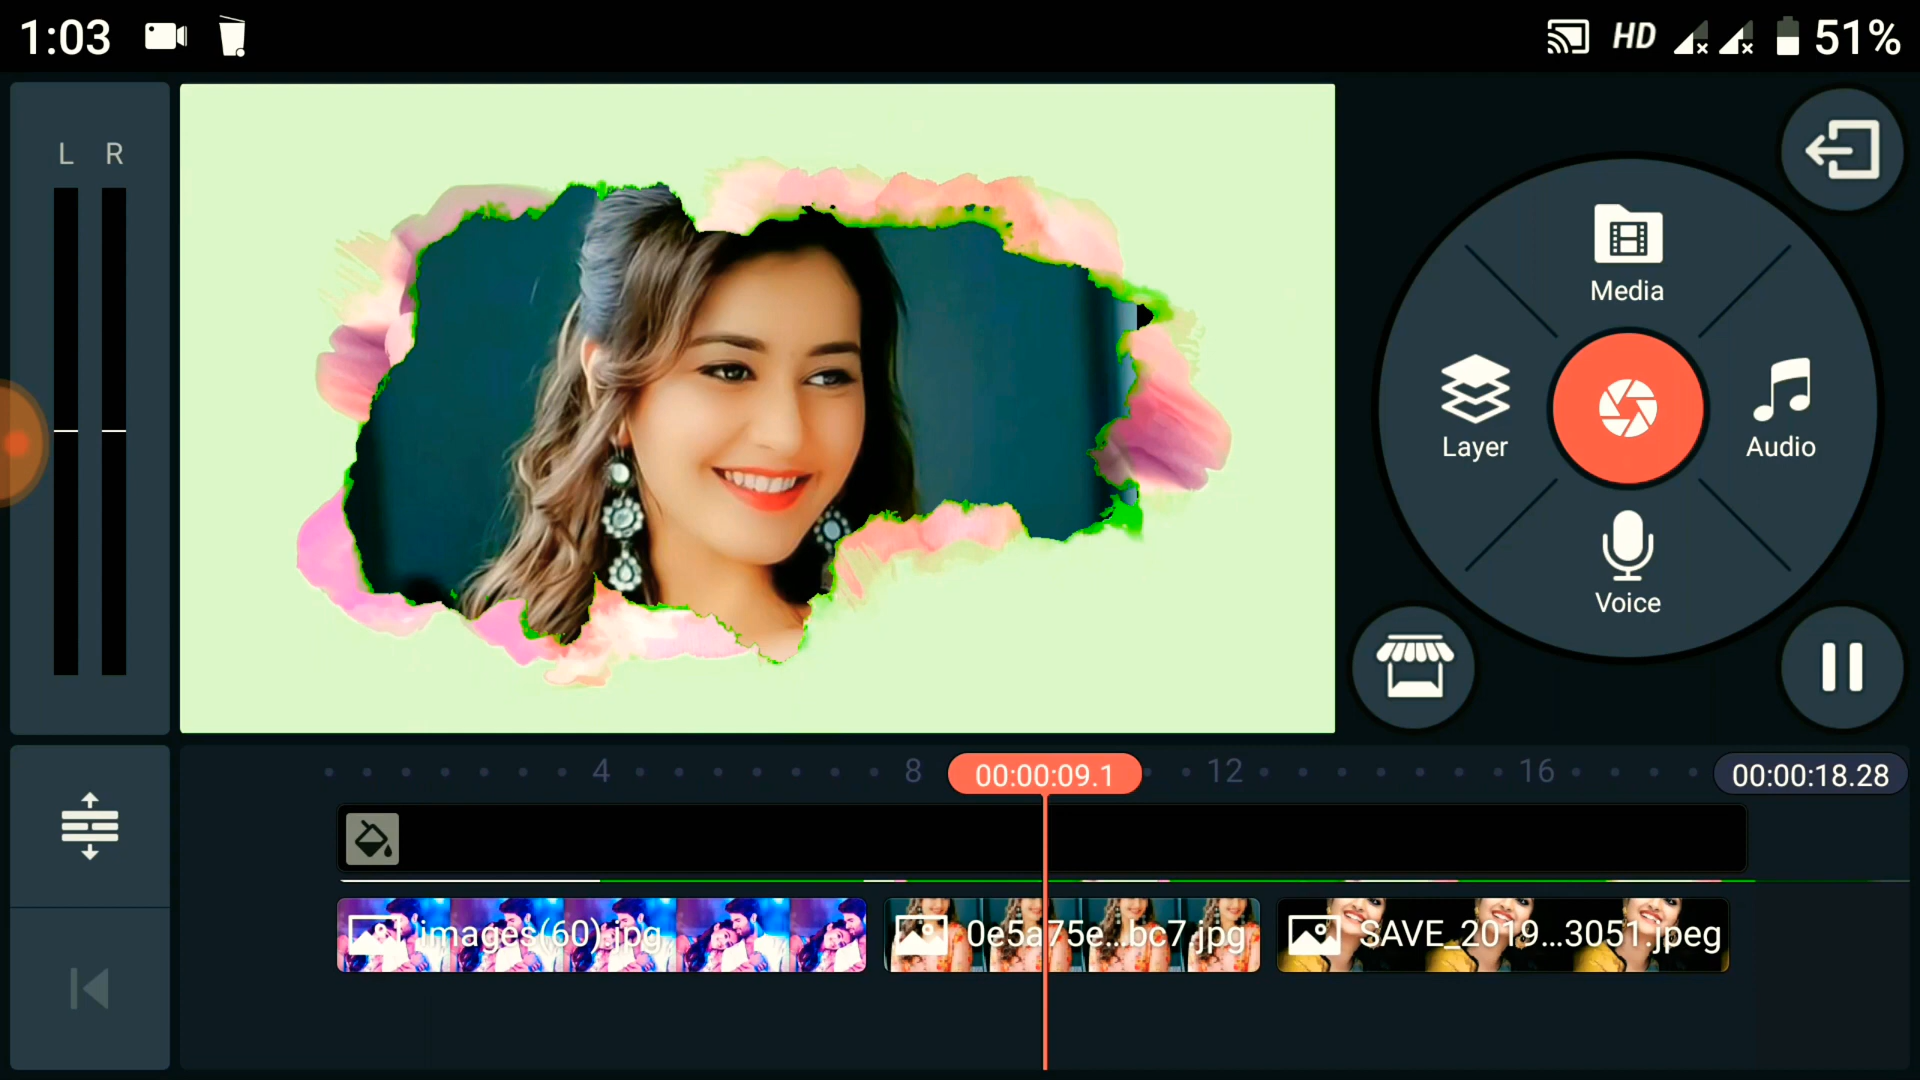 1:03
HD
51%
L R
Media
Layer
Audio
Voice
4
8
00:00:09.1
12
16
00:00:18.28
images(60).jpg
0e5a75e...bc7.jpg
SAVE_2019...3051.jpeg